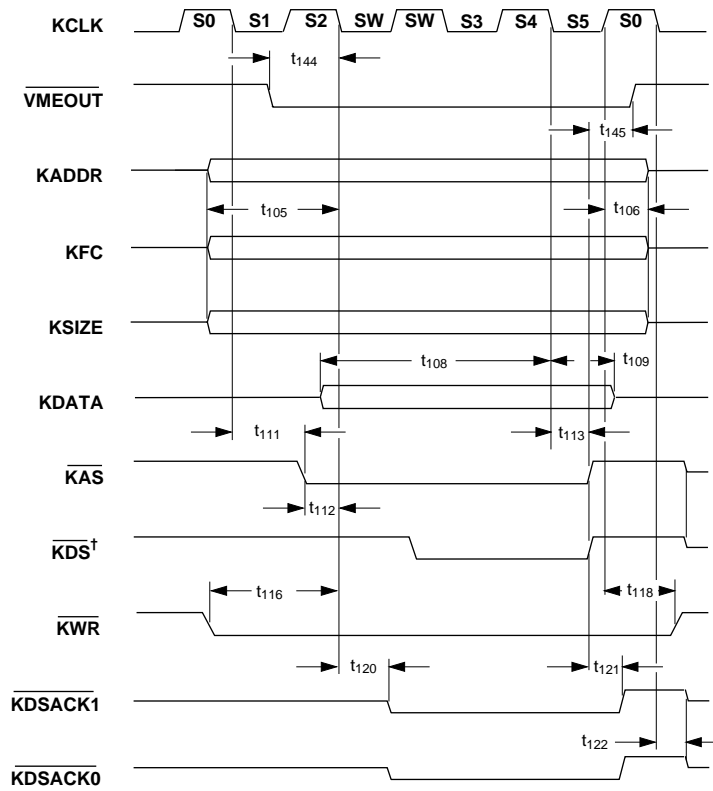 KCLK S0 S1 S2 SW SW S3 S4 S5 S0
t144
VMEOUT
t145
KADDR
t105 t106
KFC
KSIZE
t108 t109
KDATA
t111 t113
KAS
t112
KDS†
t116 t118
KWR
t120 t121
KDSACK1
t122
KDSACK0